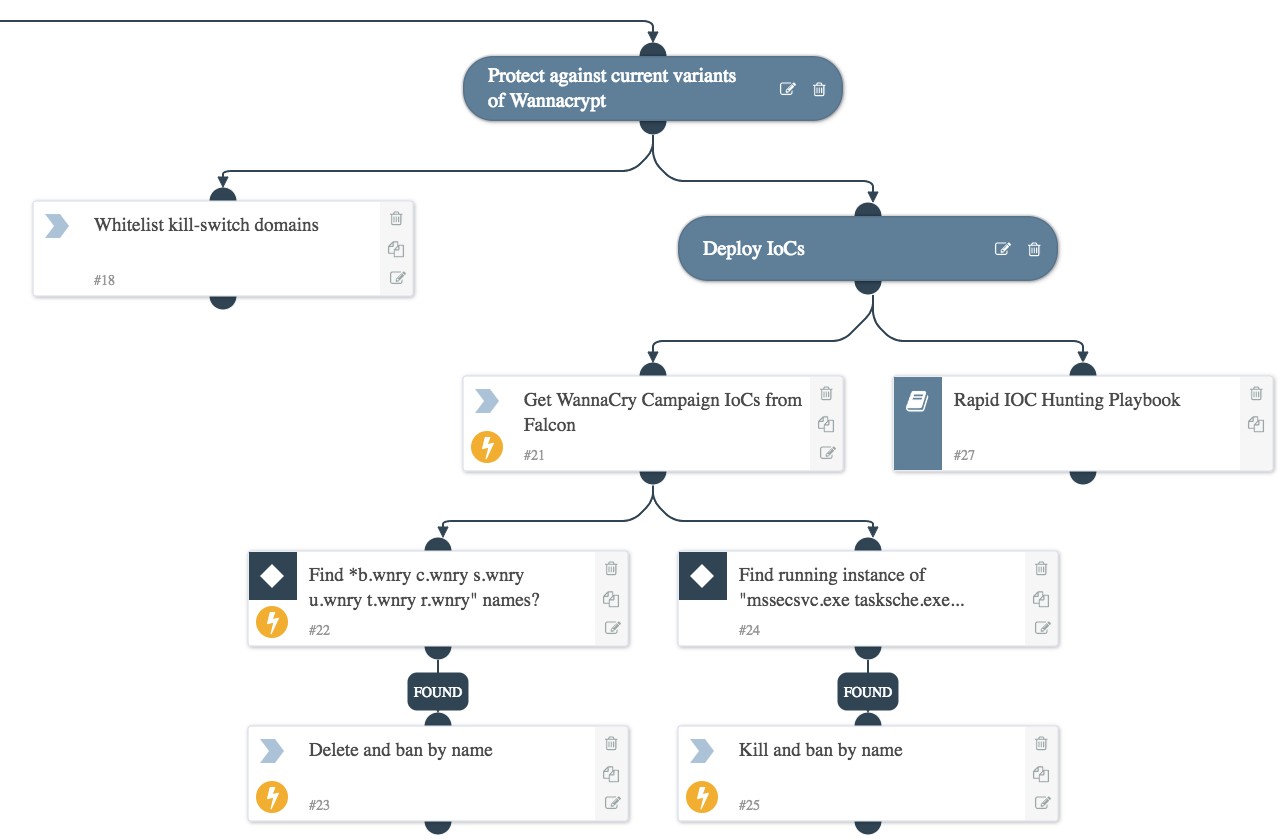 Protect against current variants
of Wannacrypt
Whitelist kill-switch domains
#18
Deploy IoCs
Get WannaCry Campaign IoCs from
Falcon
#21
Rapid IOC Hunting Playbook
#27
Find *b.wnry c.wnry s.wnry
u.wnry t.wnry r.wnry" names?
#22
Find running instance of
"mssecsvc.exe tasksche.exe...
#24
FOUND
FOUND
Delete and ban by name
#23
Kill and ban by name
#25